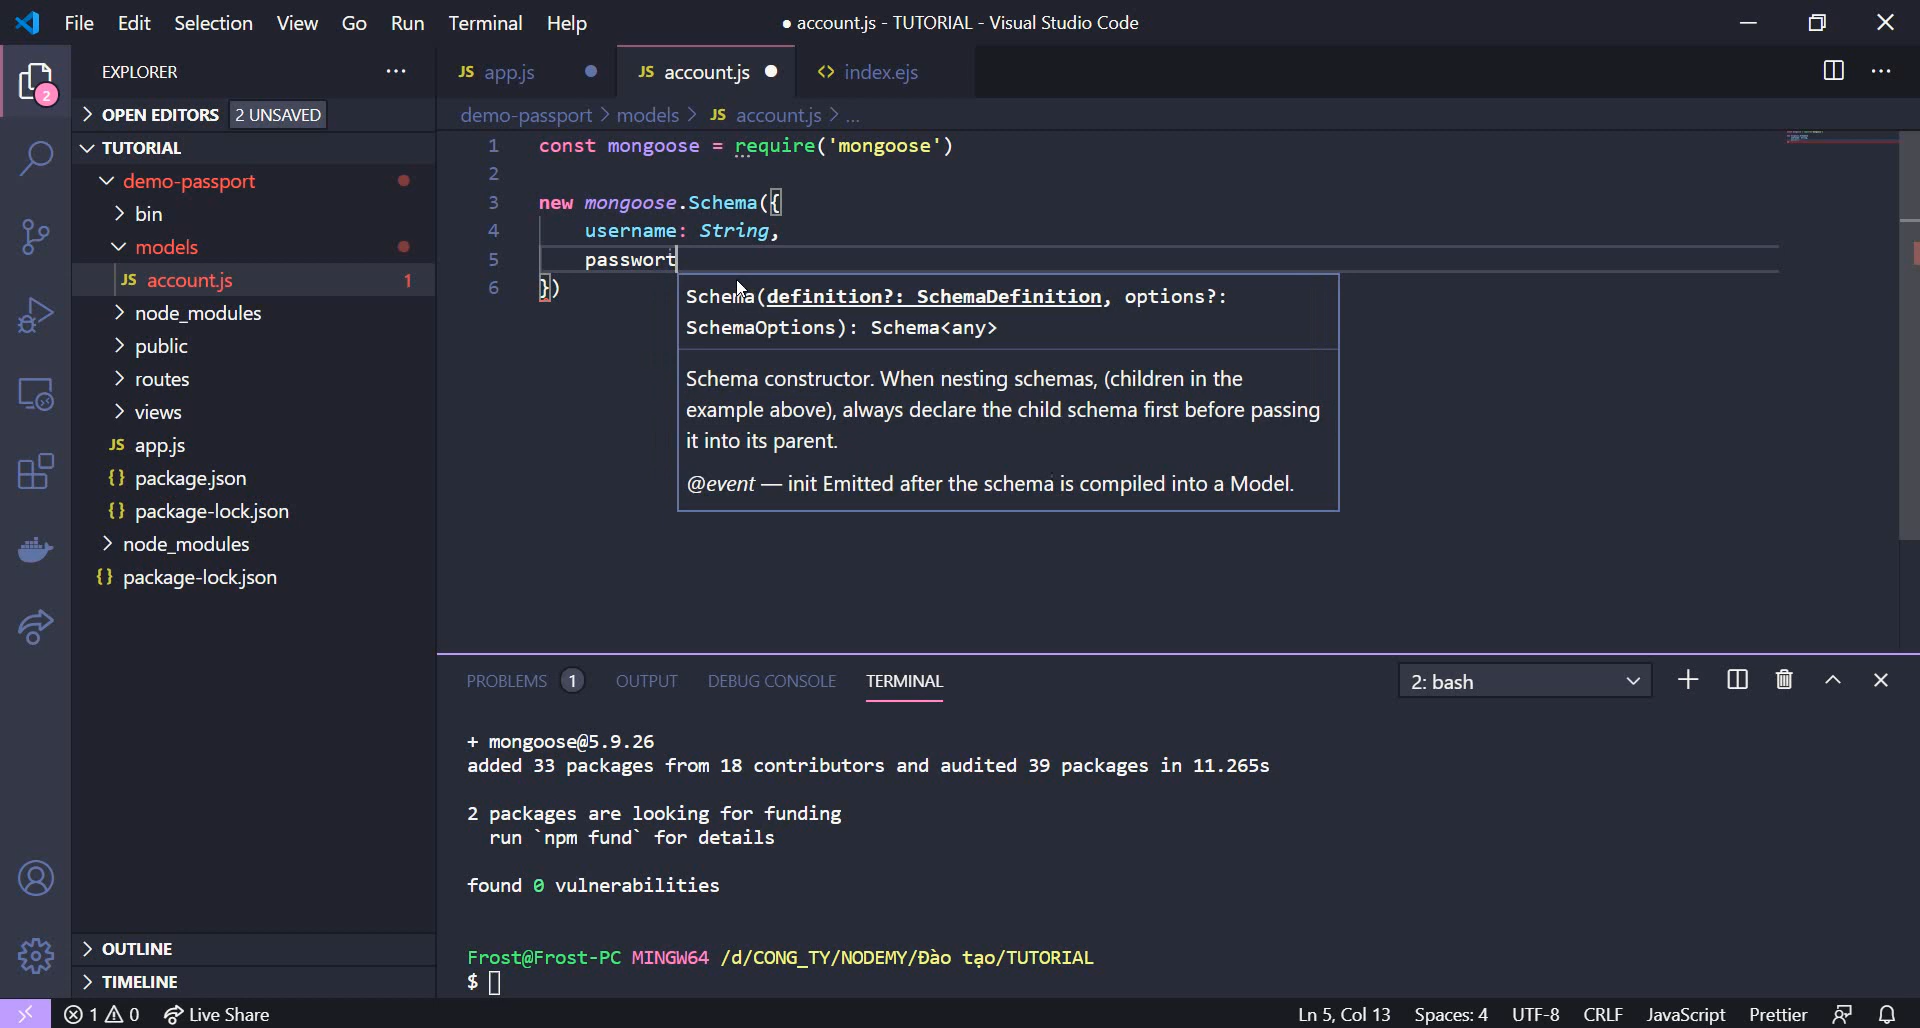 File Edit Selection View Go Run Terminal Help
● account.js - TUTORIAL - Visual Studio Code
2
EXPLORER
OPEN EDITORS 2 UNSAVED
TUTORIAL
demo-passport
bin
models
JS account.js 1
node_modules
public
routes
views
JS app.js
{} package.json
{} package-lock.json
node_modules
{} package-lock.json
OUTLINE
TIMELINE
JS app.js ●
JS account.js ●
<> index.ejs
demo-passport > models > JS account.js > ...
1 const mongoose = require('mongoose')
2
3 new mongoose.Schema({
4 username: String,
5 passwort
6 })
Schema(definition?: SchemaDefinition, options?:
SchemaOptions): Schema<any>
Schema constructor. When nesting schemas, (children in the
example above), always declare the child schema first before passing
it into its parent.
@event — init Emitted after the schema is compiled into a Model.
PROBLEMS 1 OUTPUT DEBUG CONSOLE TERMINAL
2: bash
+ mongoose@5.9.26
added 33 packages from 18 contributors and audited 39 packages in 11.265s
2 packages are looking for funding
run `npm fund` for details
found 0 vulnerabilities
Frost@Frost-PC MINGW64 /d/CONG_TY/NODEMY/Đào tạo/TUTORIAL
$
1 0 Live Share
Ln 5, Col 13 Spaces: 4 UTF-8 CRLF JavaScript Prettier